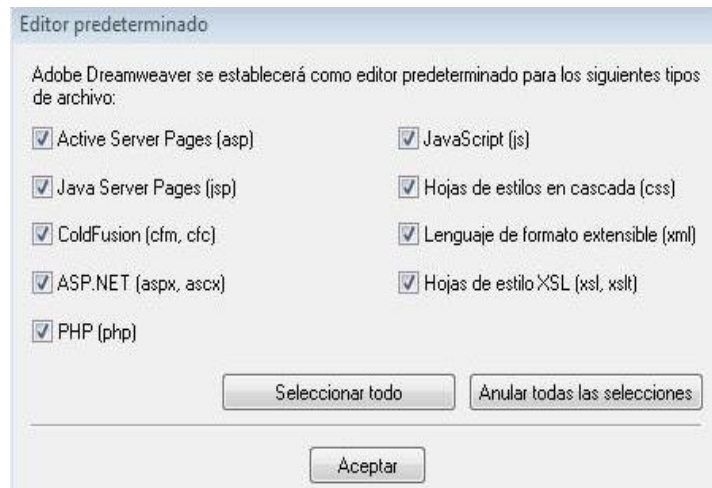 Editor predeterminado
Adobe Dreamweaver se establecerá como editor predeterminado para los siguientes tipos
de archivo:
Active Server Pages (asp)
JavaScript (js)
Java Server Pages (jsp)
Hojas de estilos en cascada (css)
ColdFusion (cfm, cfc)
Lenguaje de formato extensible (xml)
ASP.NET (aspx, ascx)
Hojas de estilo XSL (xsl, xslt)
PHP (php)
Seleccionar todo
Anular todas las selecciones
Aceptar